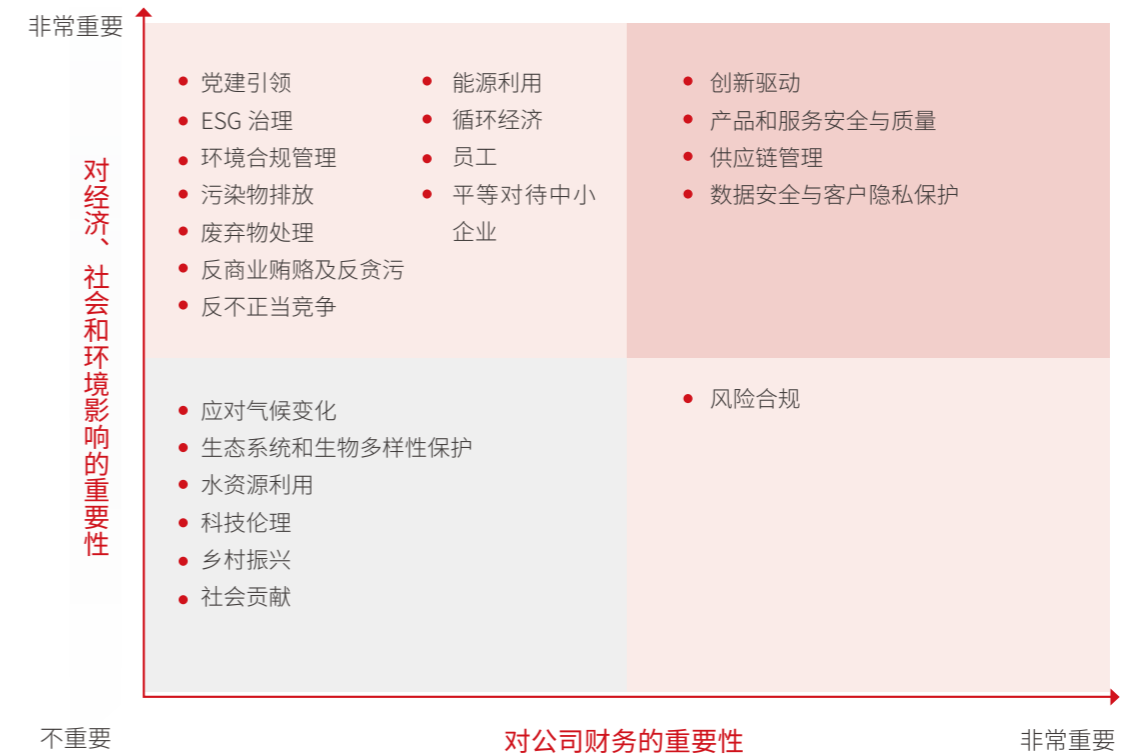 非常重要
对经济、社会和环境影响的重要性
党建引领
ESG 治理
环境合规管理
污染物排放
废弃物处理
反商业贿赂及反贪污
反不正当竞争
能源利用
循环经济
员工
平等对待中小
企业
创新驱动
产品和服务安全与质量
供应链管理
数据安全与客户隐私保护
应对气候变化
生态系统和生物多样性保护
水资源利用
科技伦理
乡村振兴
社会贡献
风险合规
不重要
对公司财务的重要性
非常重要